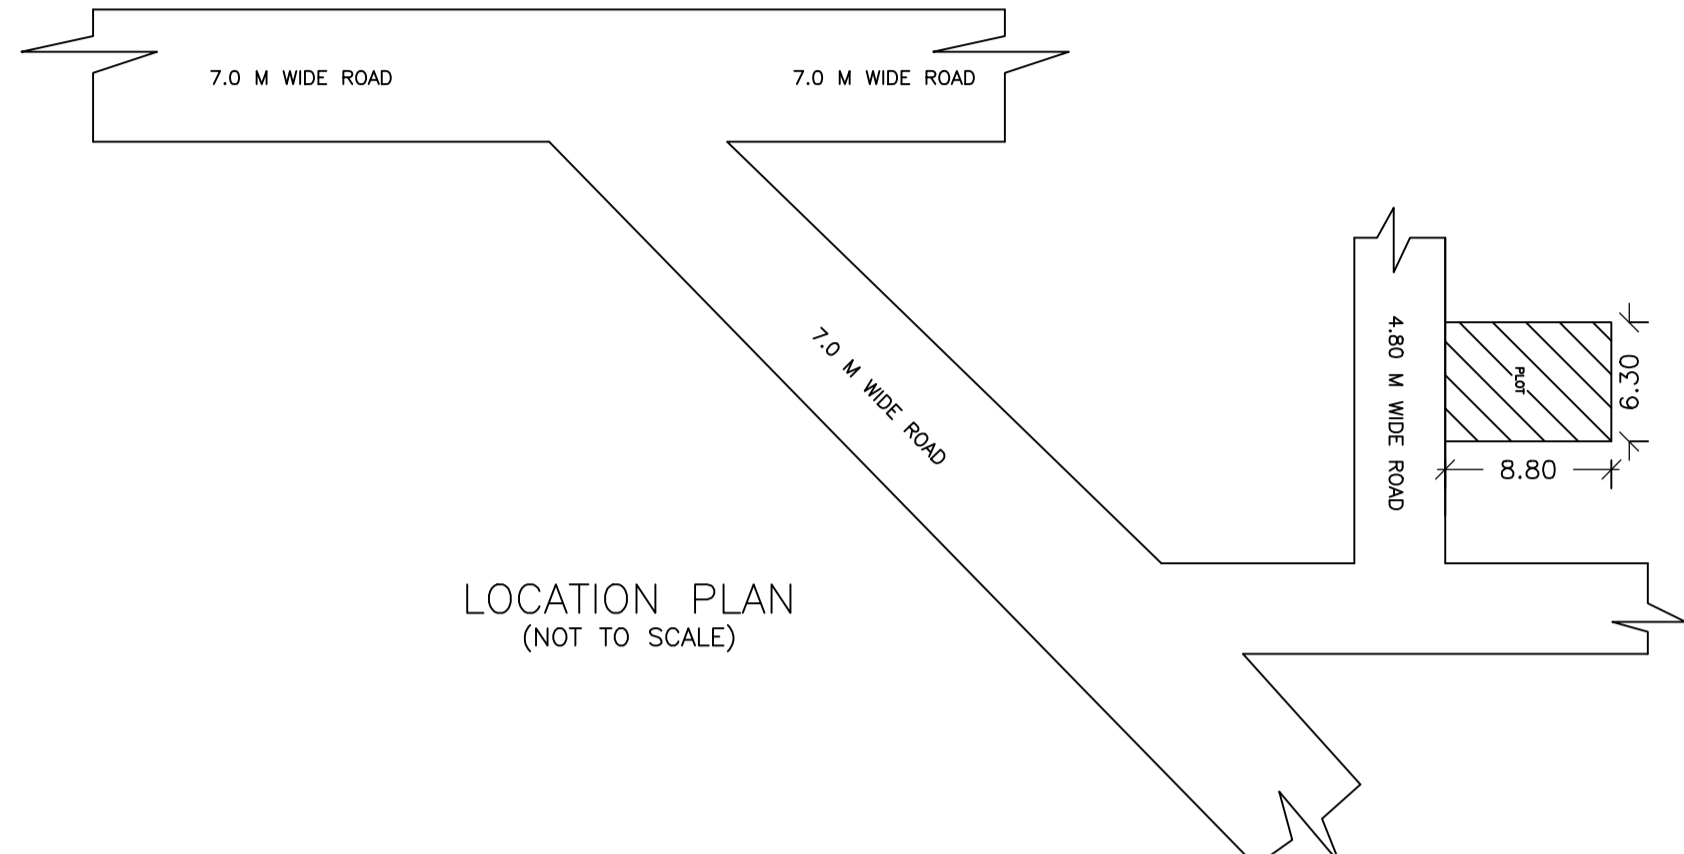 7.0 M WIDE ROAD
7.0 M WIDE ROAD
7.0 M WIDE ROAD
4.80 M WIDE ROAD
PLOT
6.30
8.80
LOCATION PLAN
(NOT TO SCALE)